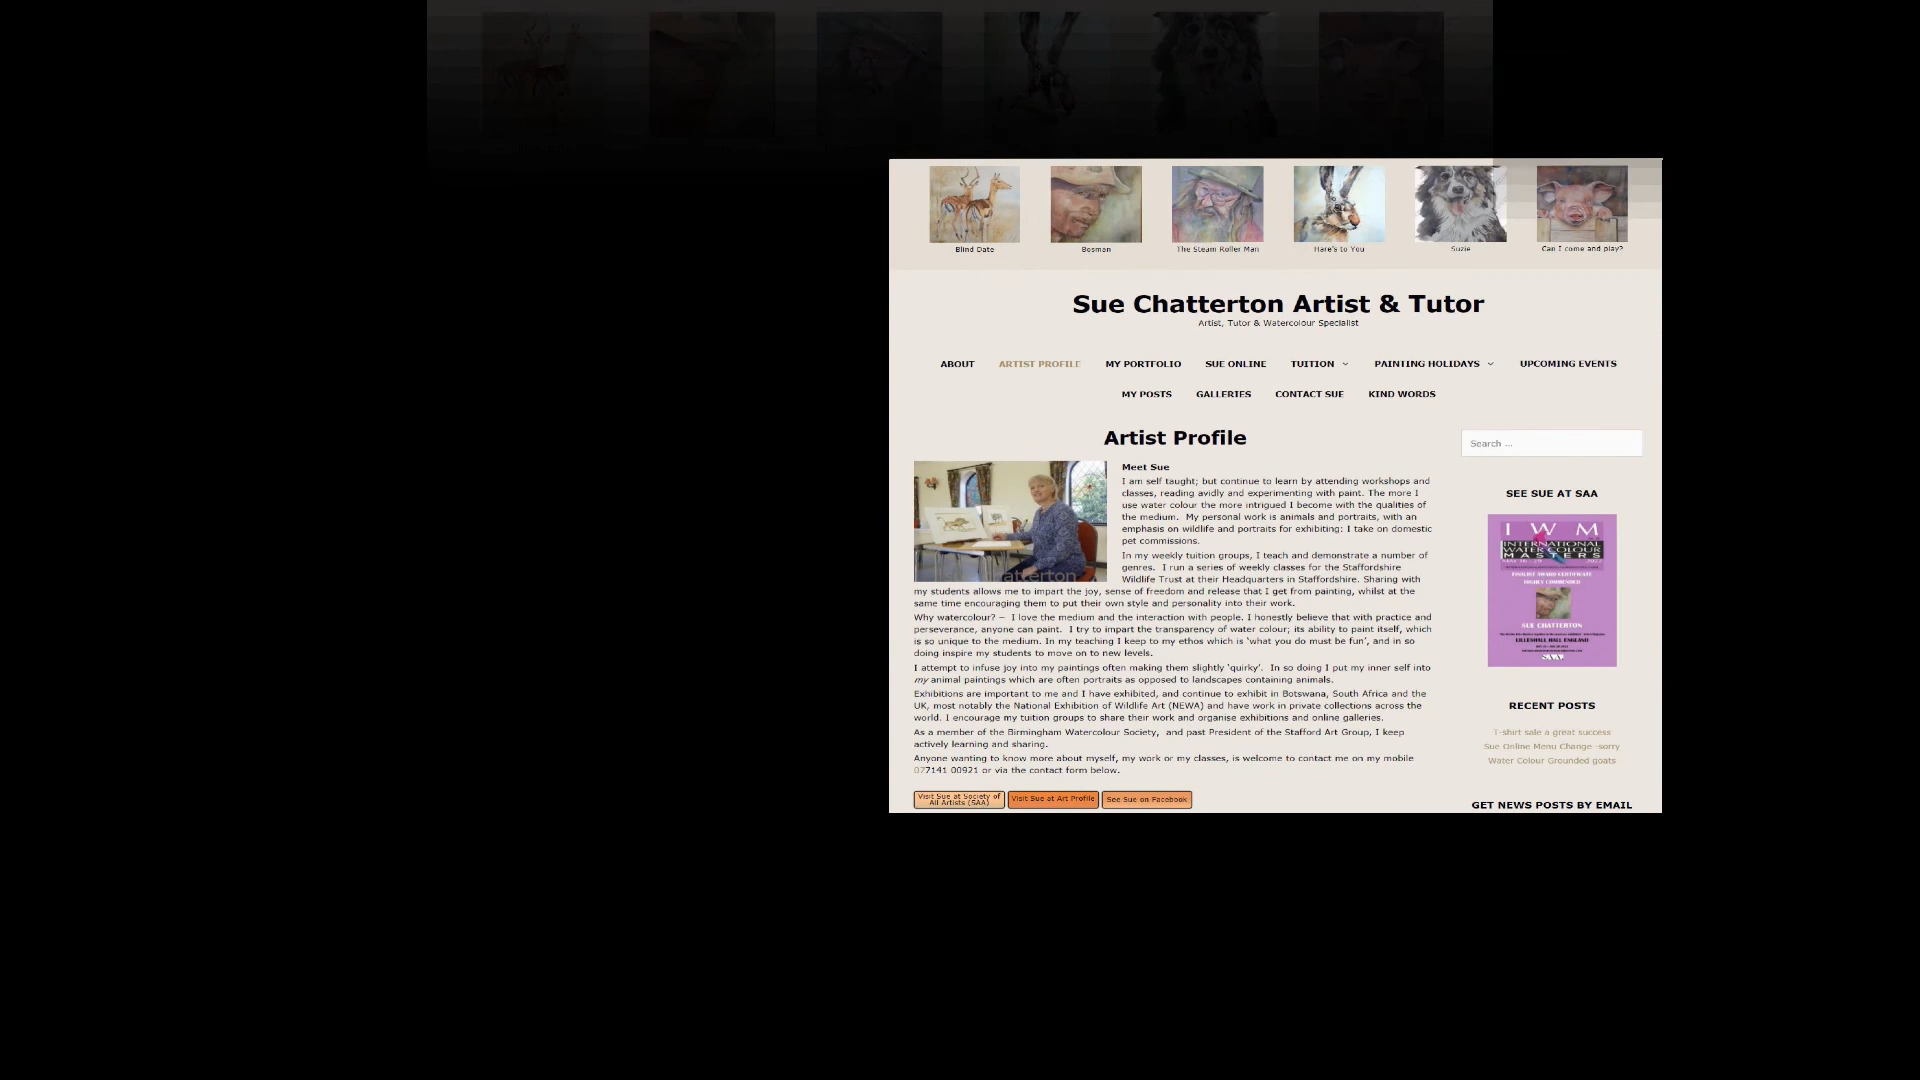 Blind Date
Bosman
The Steam Roller Man
Hare's to You
Suzie
Can I come and play?
Sue Chatterton Artist & Tutor
Artist, Tutor & Watercolour Specialist
ABOUT
ARTIST PROFILE
MY PORTFOLIO
SUE ONLINE
TUITION
PAINTING HOLIDAYS
UPCOMING EVENTS
MY POSTS
GALLERIES
CONTACT SUE
KIND WORDS
Artist Profile
Meet Sue
I am self taught; but continue to learn by attending workshops and
classes, reading avidly and experimenting with paint. The more I
use water colour the more intrigued I become with the qualities of
the medium.  My personal work is animals and portraits, with an
emphasis on wildlife and portraits for exhibiting: I take on domestic
pet commissions.
In my weekly tuition groups, I teach and demonstrate a number of
genres.  I run a series of weekly classes for the Staffordshire
Wildlife Trust at their Headquarters in Staffordshire. Sharing with
my students allows me to impart the joy, sense of freedom and release that I get from painting, whilst at the
same time encouraging them to put their own style and personality into their work.
Why watercolour? –  I love the medium and the interaction with people. I honestly believe that with practice and
perseverance, anyone can paint.  I try to impart the transparency of water colour; its ability to paint itself, which
is so unique to the medium. In my teaching I keep to my ethos which is 'what you do must be fun', and in so
doing inspire my students to move on to new levels.
I attempt to infuse joy into my paintings often making them slightly 'quirky'.  In so doing I put my inner self into
my animal paintings which are often portraits as opposed to landscapes containing animals.
Exhibitions are important to me and I have exhibited, and continue to exhibit in Botswana, South Africa and the
UK, most notably the National Exhibition of Wildlife Art (NEWA) and have work in private collections across the
world. I encourage my tuition groups to share their work and organise exhibitions and online galleries.
As a member of the Birmingham Watercolour Society,  and past President of the Stafford Art Group, I keep
actively learning and sharing.
Anyone wanting to know more about myself, my work or my classes, is welcome to contact me on my mobile
077141 00921 or via the contact form below.
Visit Sue at Society of
All Artists (SAA)
Visit Sue at Art Profile
See Sue on Facebook
Search ...
SEE SUE AT SAA
I W M
INTERNATIONAL
WATER COLOUR
MASTERS
FINALIST AWARD CERTIFICATE
HIGHLY COMMENDED
SUE CHATTERTON
LILLESHALL HALL ENGLAND
SAA
RECENT POSTS
T-shirt sale a great success
Sue Online Menu Change -sorry
Water Colour Grounded goats
GET NEWS POSTS BY EMAIL